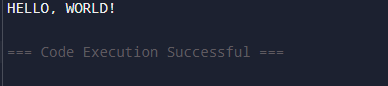 HELLO, WORLD!
=== Code Execution Successful ===